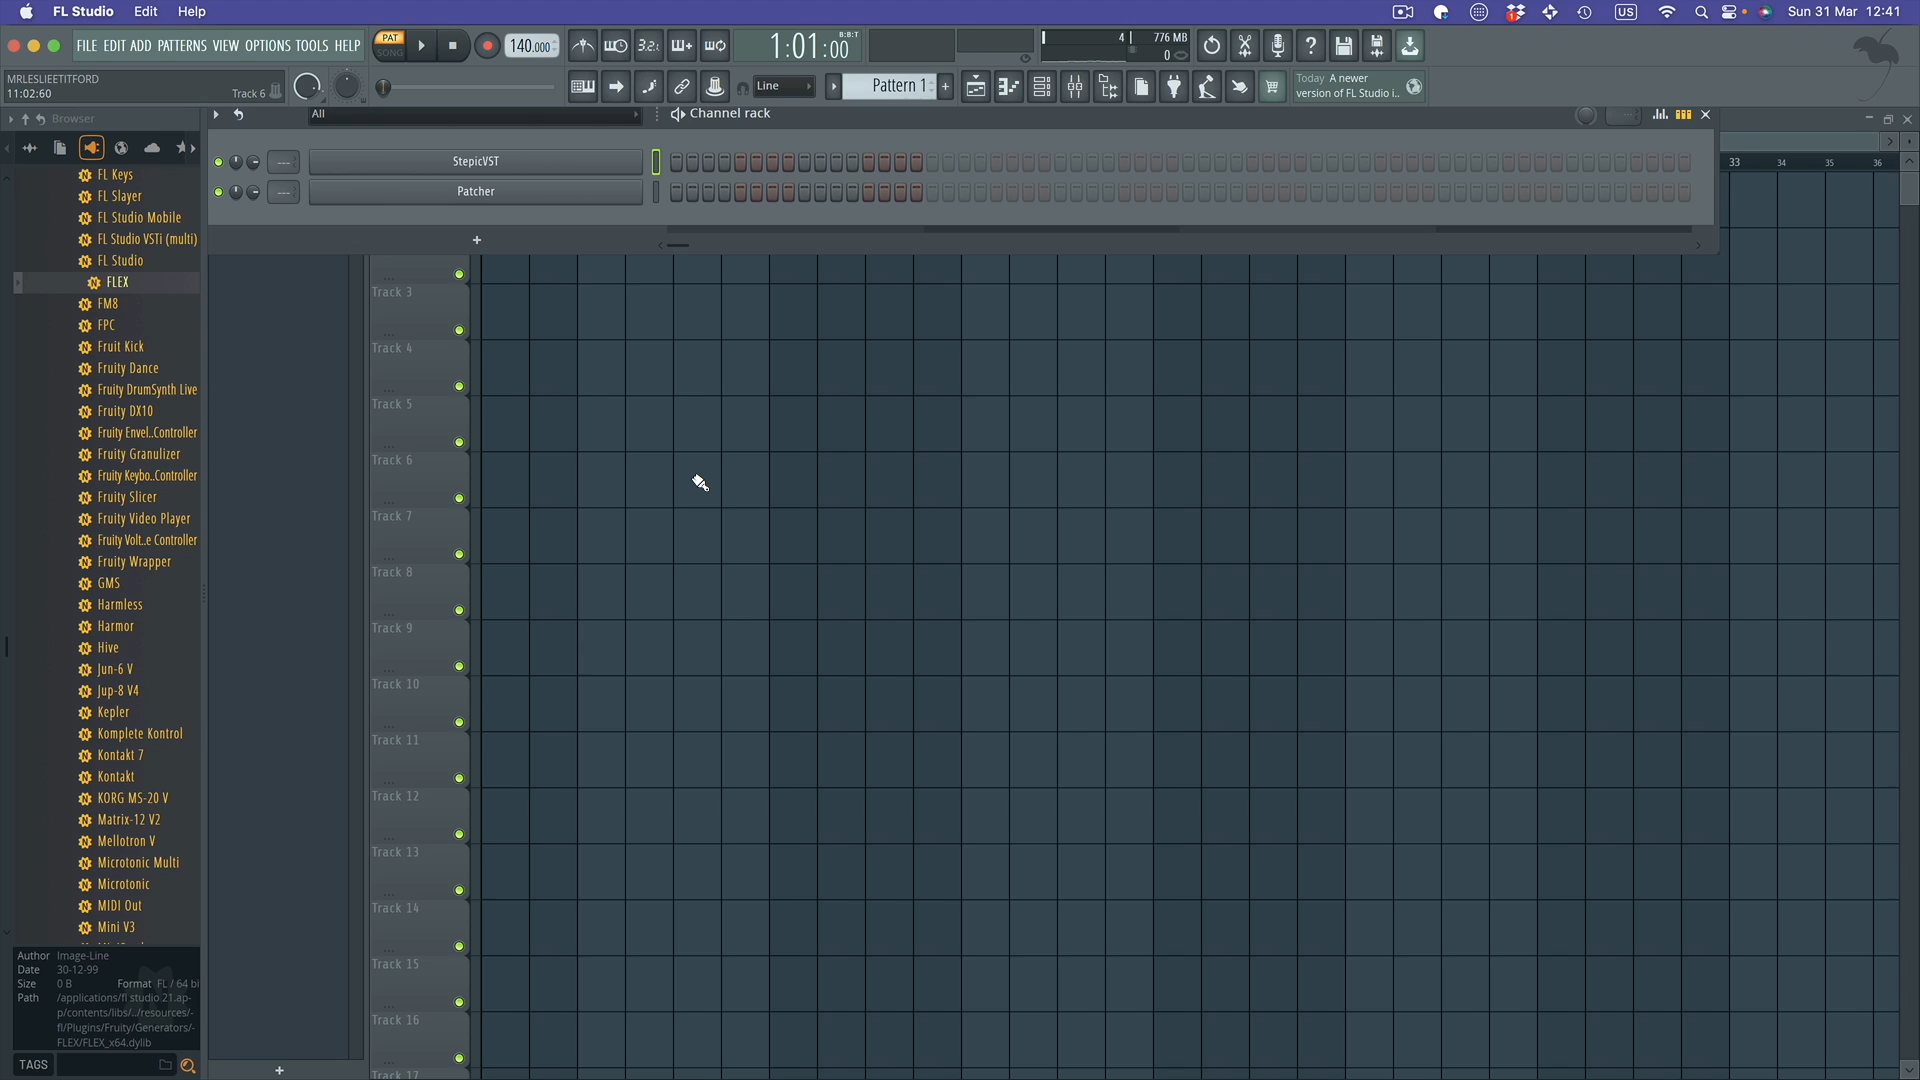 FL Studio Edit Help US Sun 31 Mar 12:41
FILE EDIT ADD PATTERNS VIEW OPTIONS TOOLS HELP PAT SONG 140.000 3.2. 1:01:00 B:B:T 4 776 MB 0
MRLESLIEETITFORD
11:02:60 Track 6 Line Pattern 1 + Today A newer
version of FL Studio i..
Browser All Channel rack
StepicVST
Patcher
+
33 34 35 36
FL Keys
FL Slayer
FL Studio Mobile
FL Studio VSTi (multi)
FL Studio
FLEX
FM8
FPC
Fruit Kick
Fruity Dance
Fruity DrumSynth Live
Fruity DX10
Fruity Envel..Controller
Fruity Granulizer
Fruity Keybo..Controller
Fruity Slicer
Fruity Video Player
Fruity Volt..e Controller
Fruity Wrapper
GMS
Harmless
Harmor
Hive
Jun-6 V
Jup-8 V4
Kepler
Komplete Kontrol
Kontakt 7
Kontakt
KORG MS-20 V
Matrix-12 V2
Mellotron V
Microtonic Multi
Microtonic
MIDI Out
Mini V3
Track 3
Track 4
Track 5
Track 6
Track 7
Track 8
Track 9
Track 10
Track 11
Track 12
Track 13
Track 14
Track 15
Track 16
Track 17
Author Image-Line
Date 30-12-99
Size 0 B Format FL / 64 bi
Path /applications/fl studio 21.ap-
p/contents/libs/../resources/-
fl/Plugins/Fruity/Generators/-
FLEX/FLEX_x64.dylib
TAGS
+